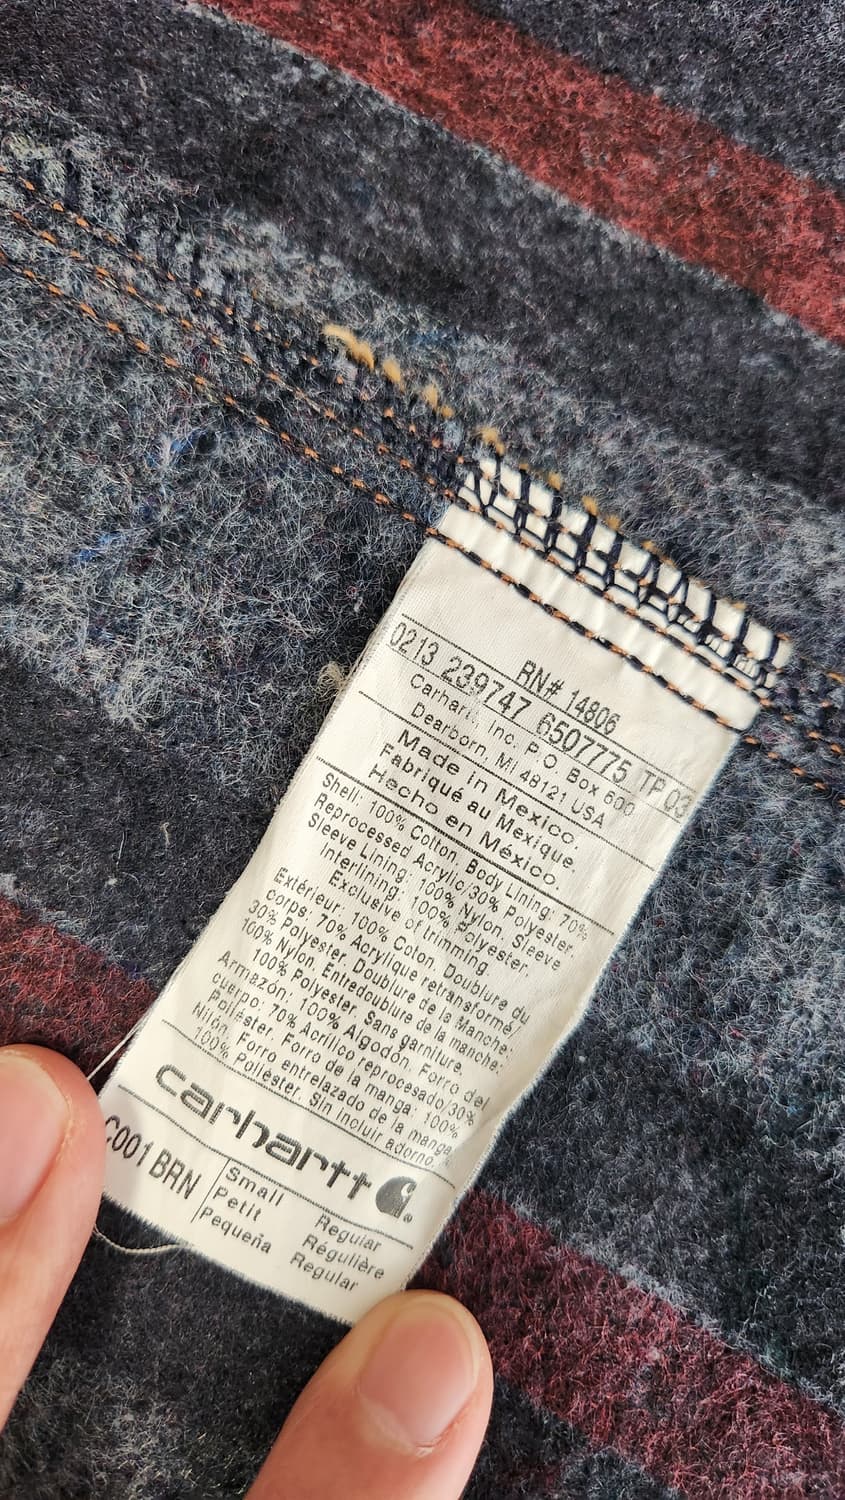 RN# 14806
0213 239747 6507775 TP 03
Carhartt, Inc. P.O. Box 600
Dearborn, MI 48121 USA
Made in Mexico.
Fabriqué au Mexique.
Hecho en México.
Shell: 100% Cotton. Body Lining: 70%
Reprocessed Acrylic/30% Polyester.
Sleeve Lining: 100% Nylon. Sleeve
Interlining: 100% Polyester.
Exclusive of trimming.
Extérieur: 100% Coton. Doublure du
corps: 70% Acrylique retransformé/
30% Polyester. Doublure de la Manche:
100% Nylon. Entredoublure de la manche:
100% Polyester. Sans garniture.
Armazón: 100% Algodón. Forro del
cuerpo: 70% Acrílico reprocesado/30%
Poliéster. Forro de la manga: 100%
Nilón. Forro entrelazado de la manga:
100% Poliéster. Sin incluir adorno.
carhartt
C001 BRN
Small Regular
Petit Régulière
Pequeña Regular